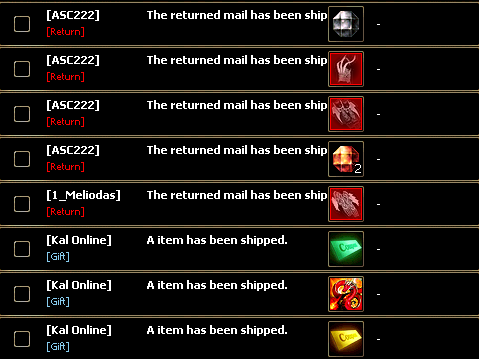 [ASC222] The returned mail has been ship -
[Return]
[ASC222] The returned mail has been ship -
[Return]
[ASC222] The returned mail has been ship -
[Return]
[ASC222] The returned mail has been ship -
[Return] 2
[1_Meliodas] The returned mail has been ship -
[Return]
[Kal Online] A item has been shipped. -
[Gift]
[Kal Online] A item has been shipped. -
[Gift]
[Kal Online] A item has been shipped. -
[Gift]